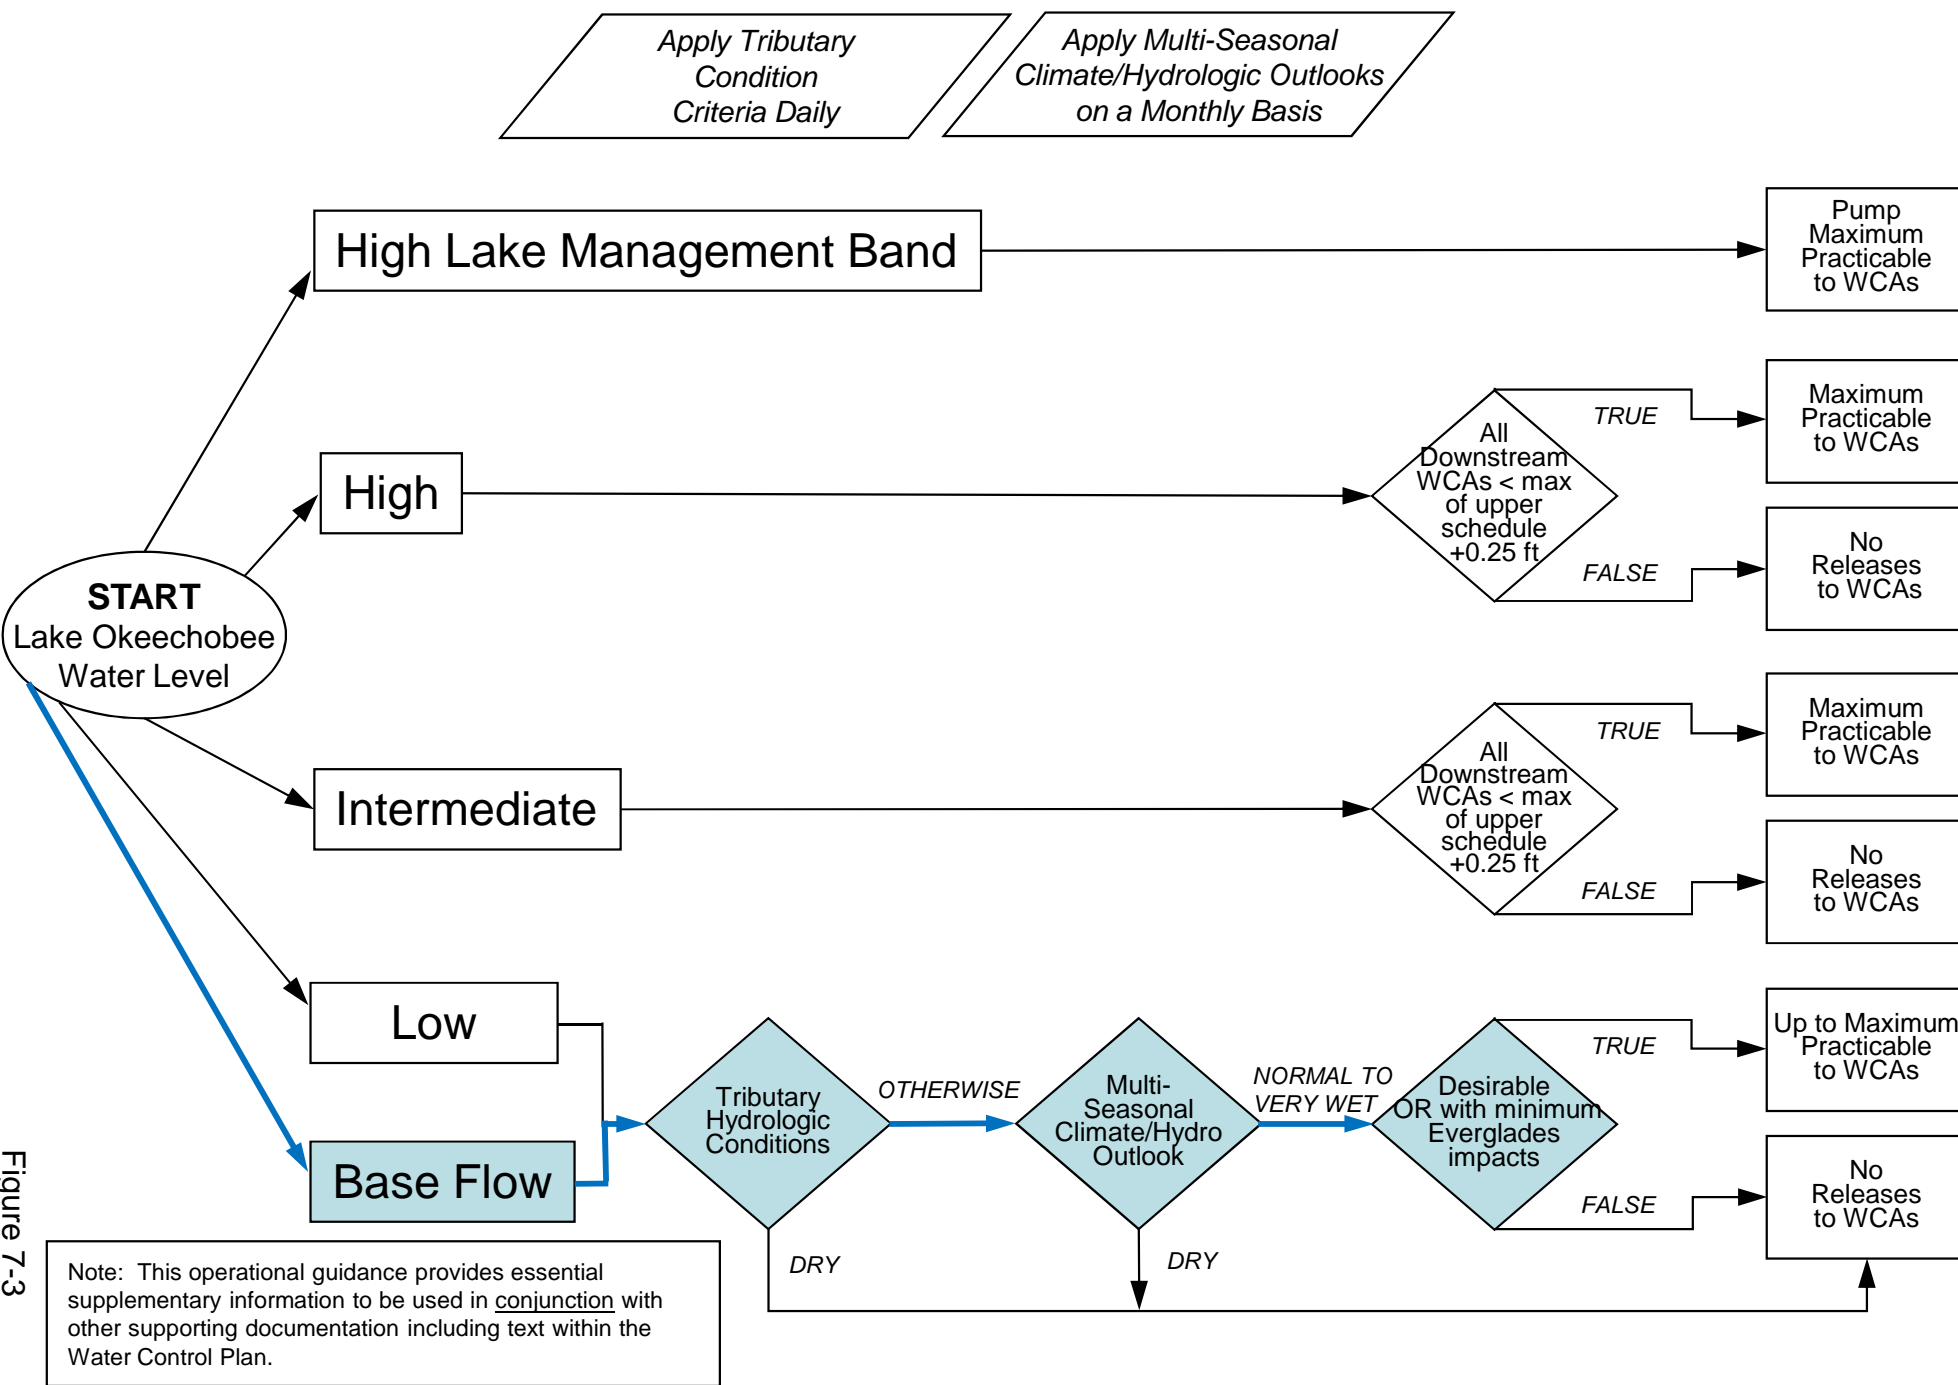 Apply Tributary
Condition
Criteria Daily
Apply Multi-Seasonal
Climate/Hydrologic Outlooks
on a Monthly Basis
High Lake Management Band
Pump
Maximum
Practicable
to WCAs
High
All
Downstream
WCAs < max
of upper
schedule
+0.25 ft
TRUE
Maximum
Practicable
to WCAs
FALSE
No
Releases
to WCAs
START
Lake Okeechobee
Water Level
Intermediate
All
Downstream
WCAs < max
of upper
schedule
+0.25 ft
TRUE
Maximum
Practicable
to WCAs
FALSE
No
Releases
to WCAs
Low
Base Flow
Tributary
Hydrologic
Conditions
OTHERWISE
Multi-
Seasonal
Climate/Hydro
Outlook
NORMAL TO
VERY WET
Desirable
OR with minimum
Everglades
impacts
TRUE
Up to Maximum
Practicable
to WCAs
FALSE
No
Releases
to WCAs
DRY
DRY
Note: This operational guidance provides essential
supplementary information to be used in conjunction with
other supporting documentation including text within the
Water Control Plan.
Figure 7-3